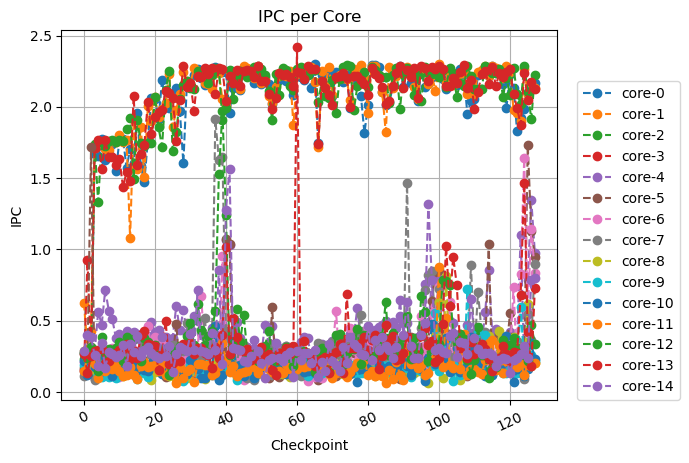 IPC per Core
2.5
2.0
1.5
1.0
0.5
0.0
IPC
0
20
40
60
80
100
120
Checkpoint
core-0
core-1
core-2
core-3
core-4
core-5
core-6
core-7
core-8
core-9
core-10
core-11
core-12
core-13
core-14